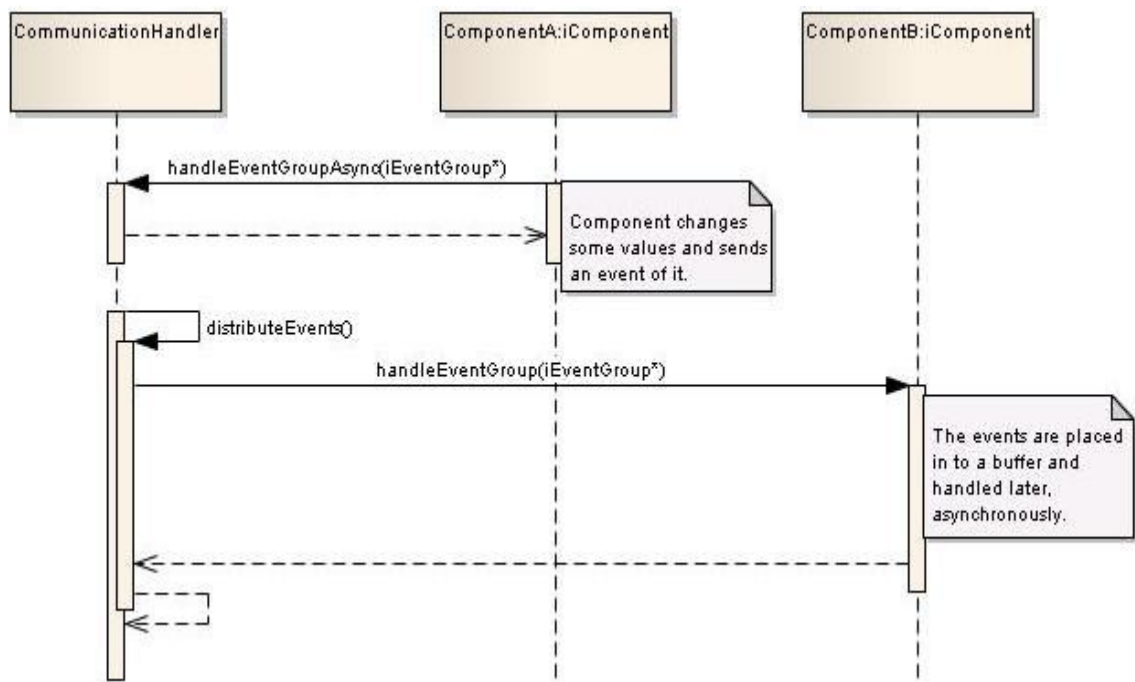 CommunicationHandler
ComponentA:iComponent
ComponentB:iComponent
handleEventGroupAsync(iEventGroup*)
Component changes
some values and sends
an event of it.
distributeEvents()
handleEventGroup(iEventGroup*)
The events are placed
in to a buffer and
handled later,
asynchronously.